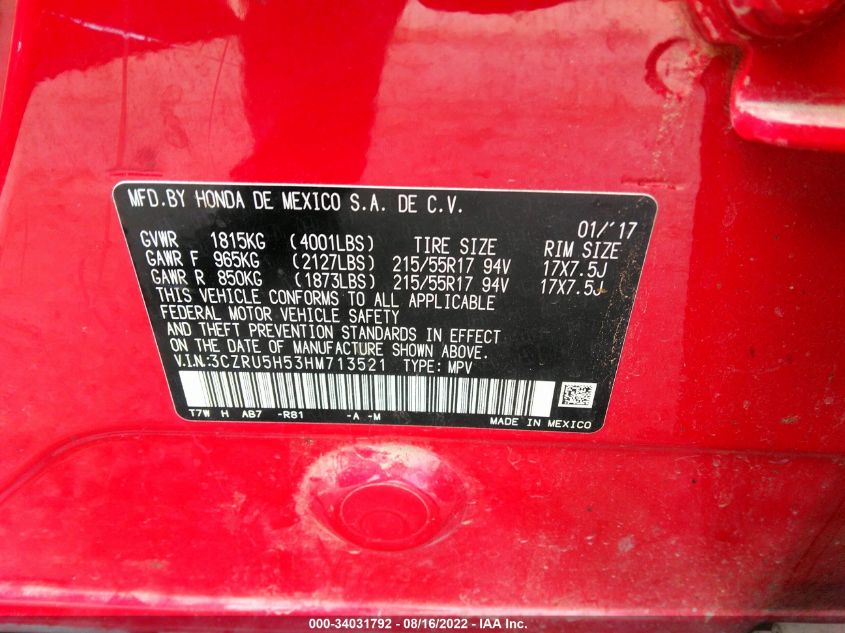 MFD.BY HONDA DE MEXICO S.A. DE C.V.
01/'17
GVWR 1815KG (4001LBS) TIRE SIZE RIM SIZE
GAWR F 965KG (2127LBS) 215/55R17 94V 17X7.5J
GAWR R 850KG (1873LBS) 215/55R17 94V 17X7.5J
THIS VEHICLE CONFORMS TO ALL APPLICABLE
FEDERAL MOTOR VEHICLE SAFETY
AND THEFT PREVENTION STANDARDS IN EFFECT
ON THE DATE OF MANUFACTURE SHOWN ABOVE.
V.I.N:3CZRU5H53HM713521 TYPE: MPV
T7W H AB7 -R81 -A -M
MADE IN MEXICO
000-34031792 - 08/16/2022 - IAA Inc.